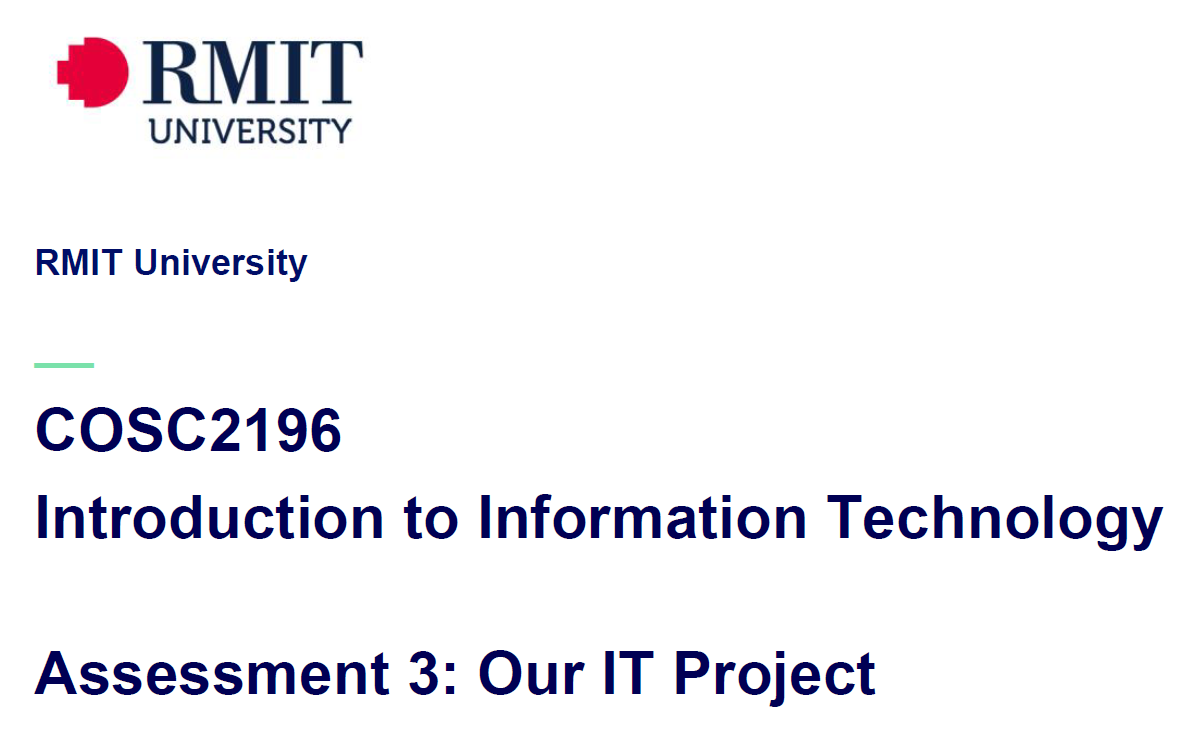 RMIT
UNIVERSITY
RMIT University
COSC2196
Introduction to Information Technology
Assessment 3: Our IT Project